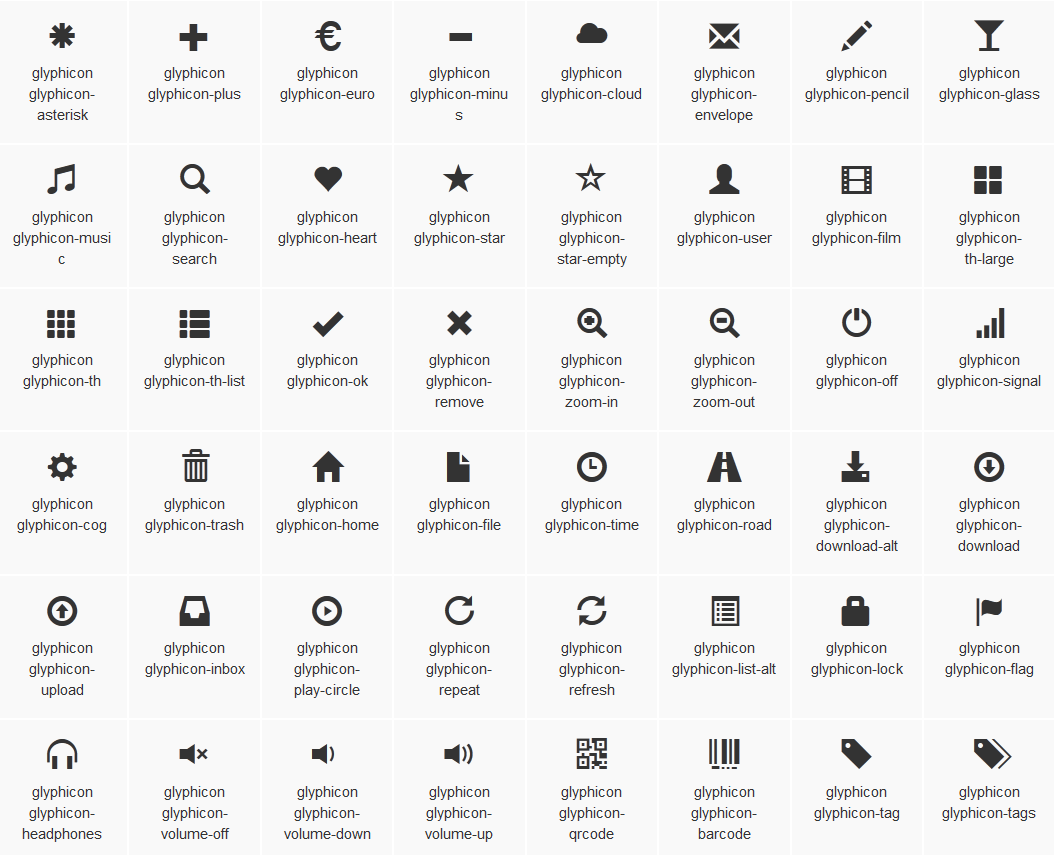 glyphicon
glyphicon-
asterisk
glyphicon
glyphicon-plus
glyphicon
glyphicon-euro
glyphicon
glyphicon-minu
s
glyphicon
glyphicon-cloud
glyphicon
glyphicon-
envelope
glyphicon
glyphicon-pencil
glyphicon
glyphicon-glass
glyphicon
glyphicon-musi
c
glyphicon
glyphicon-
search
glyphicon
glyphicon-heart
glyphicon
glyphicon-star
glyphicon
glyphicon-
star-empty
glyphicon
glyphicon-user
glyphicon
glyphicon-film
glyphicon
glyphicon-
th-large
glyphicon
glyphicon-th
glyphicon
glyphicon-th-list
glyphicon
glyphicon-ok
glyphicon
glyphicon-
remove
glyphicon
glyphicon-
zoom-in
glyphicon
glyphicon-
zoom-out
glyphicon
glyphicon-off
glyphicon
glyphicon-signal
glyphicon
glyphicon-cog
glyphicon
glyphicon-trash
glyphicon
glyphicon-home
glyphicon
glyphicon-file
glyphicon
glyphicon-time
glyphicon
glyphicon-road
glyphicon
glyphicon-
download-alt
glyphicon
glyphicon-
download
glyphicon
glyphicon-
upload
glyphicon
glyphicon-inbox
glyphicon
glyphicon-
play-circle
glyphicon
glyphicon-
repeat
glyphicon
glyphicon-
refresh
glyphicon
glyphicon-list-alt
glyphicon
glyphicon-lock
glyphicon
glyphicon-flag
glyphicon
glyphicon-
headphones
glyphicon
glyphicon-
volume-off
glyphicon
glyphicon-
volume-down
glyphicon
glyphicon-
volume-up
glyphicon
glyphicon-
qrcode
glyphicon
glyphicon-
barcode
glyphicon
glyphicon-tag
glyphicon
glyphicon-tags